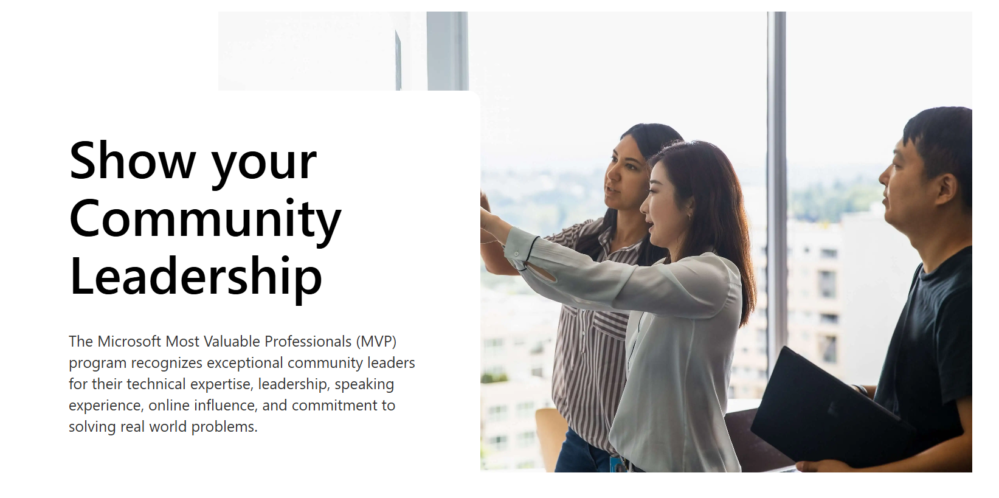 Show your
Community
Leadership
The Microsoft Most Valuable Professionals (MVP)
program recognizes exceptional community leaders
for their technical expertise, leadership, speaking
experience, online influence, and commitment to
solving real world problems.